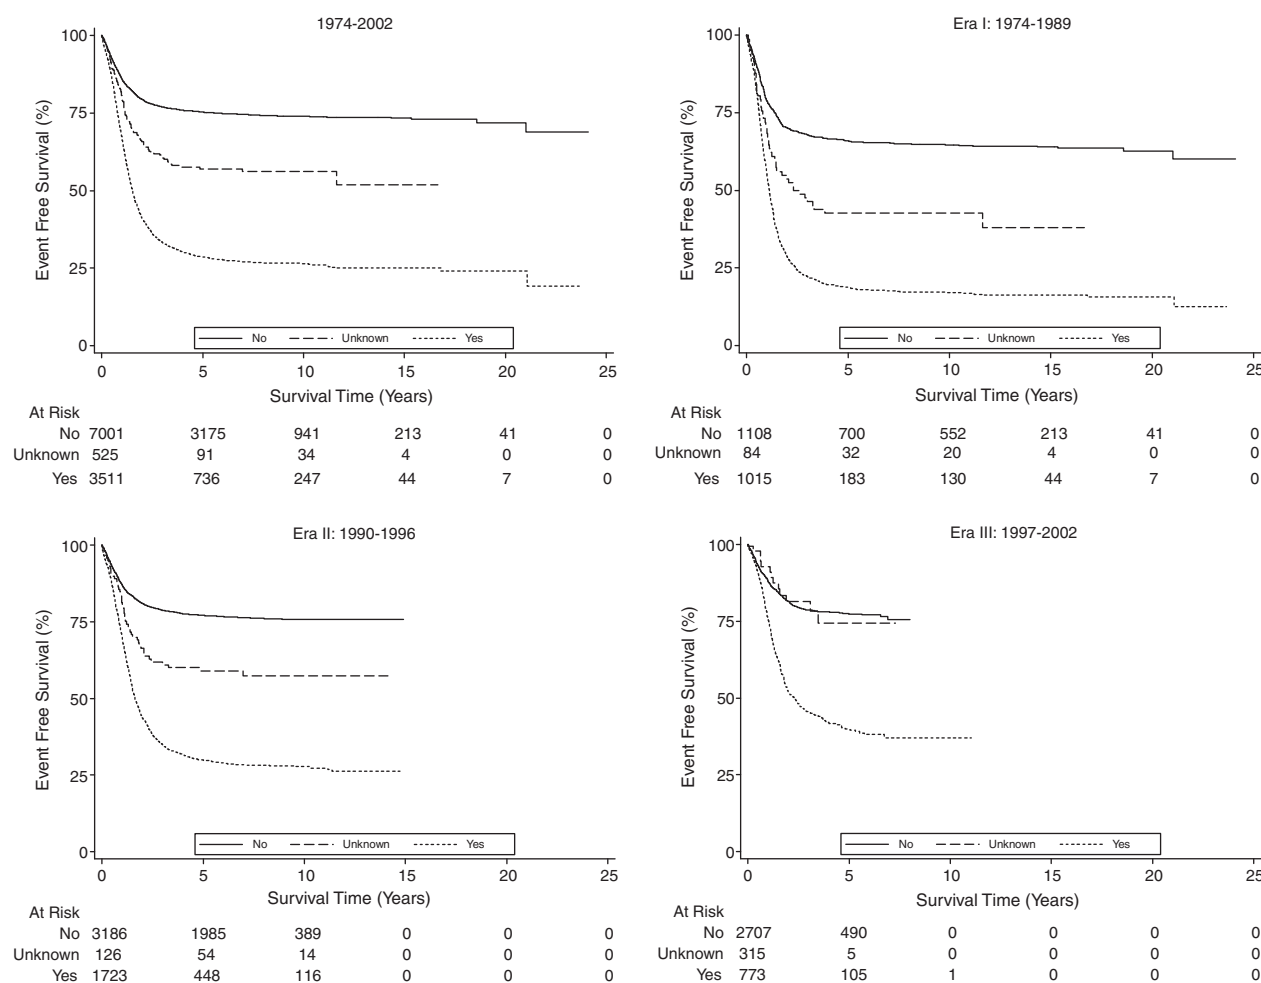 1974-2002
Event Free Survival (%)
100
75
50
25
0
No Unknown Yes
0 5 10 15 20 25
Survival Time (Years)
At Risk
No 7001 3175 941 213 41 0
Unknown 525 91 34 4 0 0
Yes 3511 736 247 44 7 0
Era I: 1974-1989
Event Free Survival (%)
100
75
50
25
0
No Unknown Yes
0 5 10 15 20 25
Survival Time (Years)
At Risk
No 1108 700 552 213 41 0
Unknown 84 32 20 4 0 0
Yes 1015 183 130 44 7 0
Era II: 1990-1996
Event Free Survival (%)
100
75
50
25
0
No Unknown Yes
0 5 10 15 20 25
Survival Time (Years)
At Risk
No 3186 1985 389 0 0 0
Unknown 126 54 14 0 0 0
Yes 1723 448 116 0 0 0
Era III: 1997-2002
Event Free Survival (%)
100
75
50
25
0
No Unknown Yes
0 5 10 15 20 25
Survival Time (Years)
At Risk
No 2707 490 0 0 0 0
Unknown 315 5 0 0 0 0
Yes 773 105 1 0 0 0